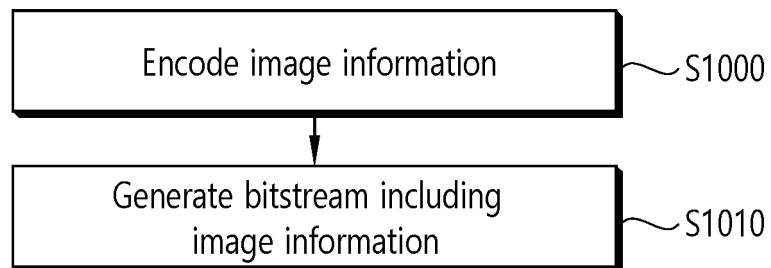 Encode image information
S1000
Generate bitstream including
image information
S1010